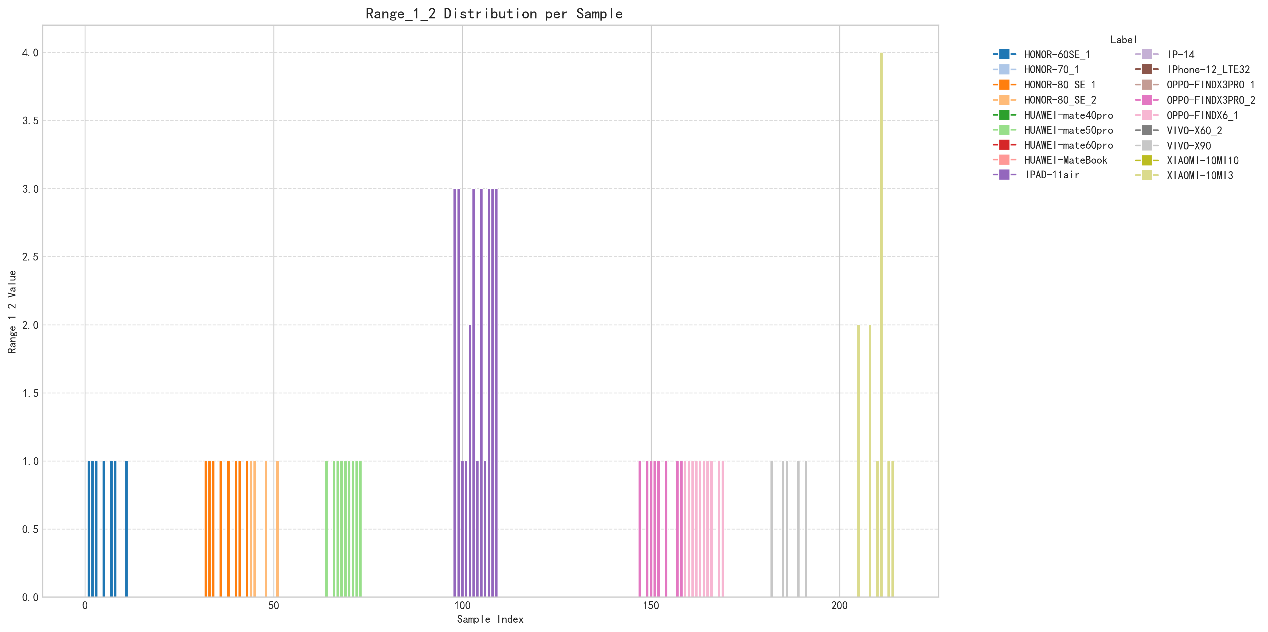 Range_1_2 Distribution per Sample
Label
HONOR-60SE_1
HONOR-70_1
HONOR-80_SE_1
HONOR-80_SE_2
HUAWEI-mate40pro
HUAWEI-mate50pro
HUAWEI-mate60pro
HUAWEI-MateBook
IPAD-11air
IP-14
IPhone-12_LTE32
OPPO-FINDX3PRO_1
OPPO-FINDX3PRO_2
OPPO-FINDX6_1
VIVO-X60_2
VIVO-X90
XIAOMI-10MI10
XIAOMI-10MI3
Range_1_2 Value
4.0
3.5
3.0
2.5
2.0
1.5
1.0
0.5
0.0
0 50 100 150 200
Sample Index